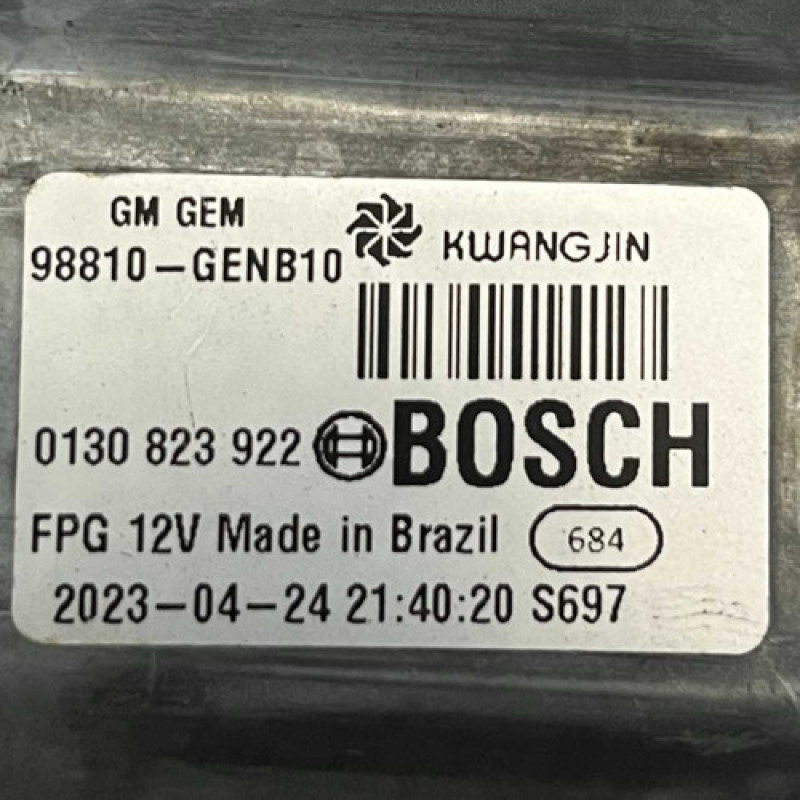 GM GEM
98810-GENB10
KWANGJIN
0130 823 922 BOSCH
FPG 12V Made in Brazil 684
2023-04-24 21:40:20 S697